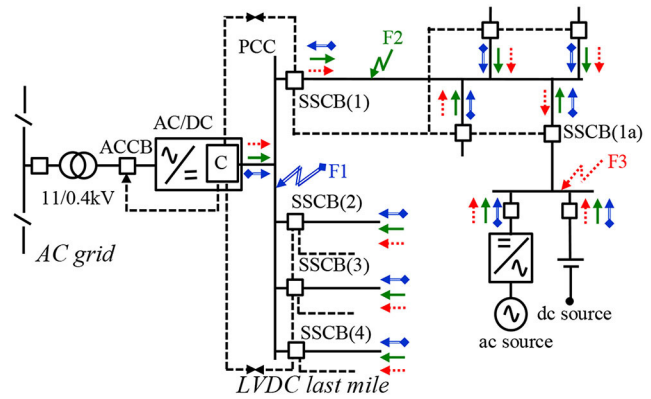 PCC
F2
SSCB(1)
ACCB
AC/DC
C
SSCB(1a)
11/0.4kV
F1
F3
SSCB(2)
AC grid
SSCB(3)
dc source
ac source
SSCB(4)
LVDC last mile